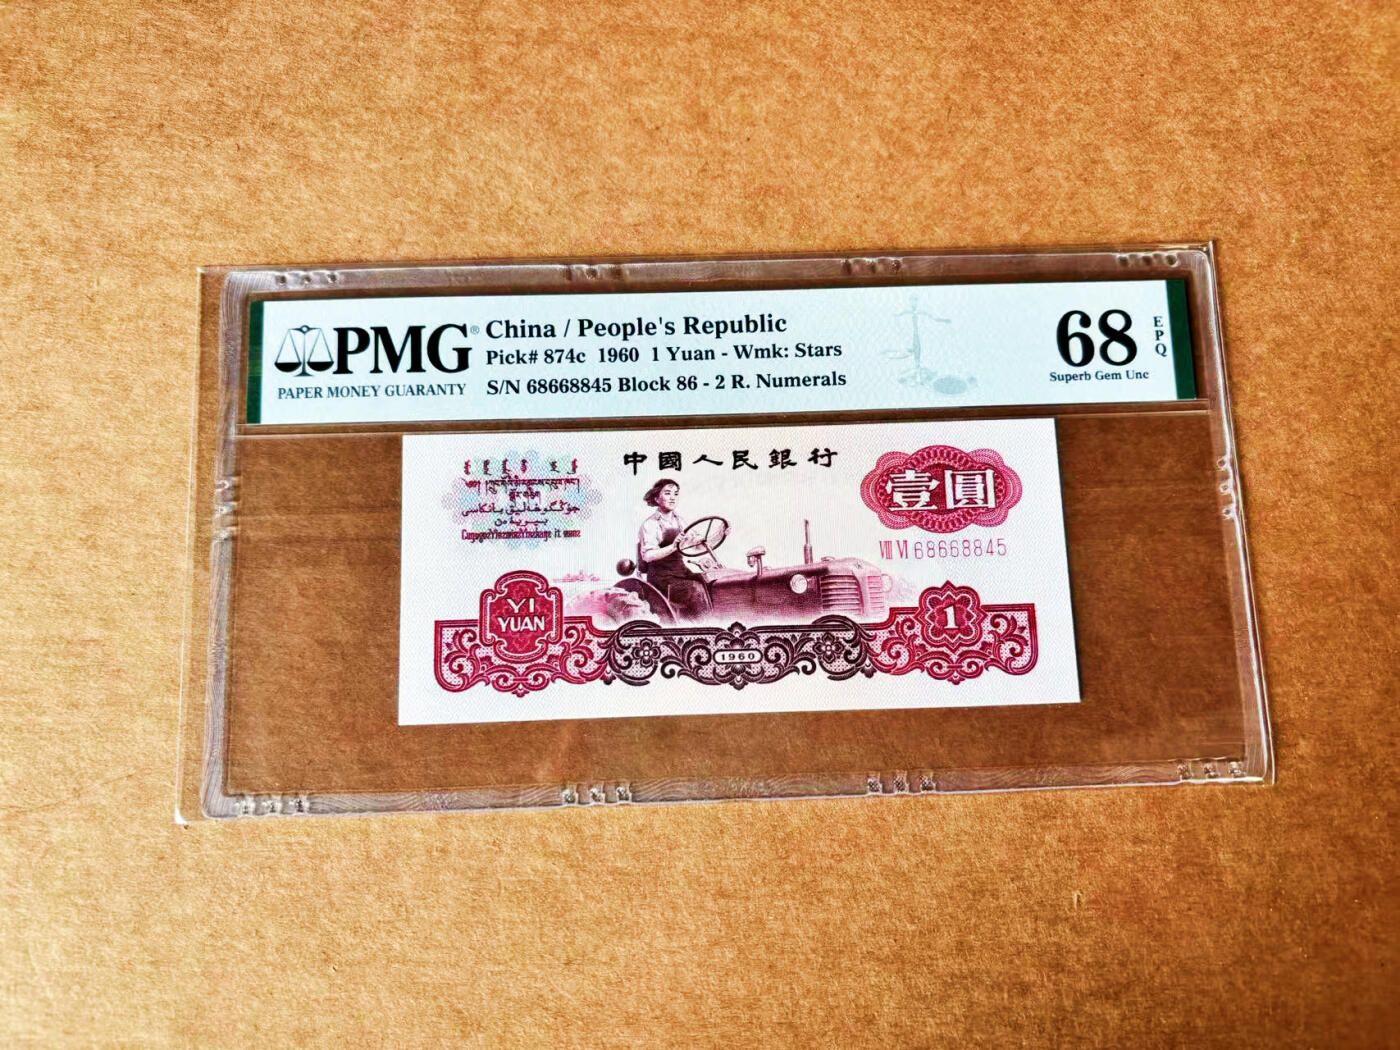 PMG®
PAPER MONEY GUARANTY
China / People's Republic
Pick# 874c 1960 1 Yuan - Wmk: Stars
S/N 68668845 Block 86 - 2 R. Numerals
68
EPQ
Superb Gem Unc
中國人民銀行
壹圓
VIII VI 68668845
YI
YUAN
1960
1